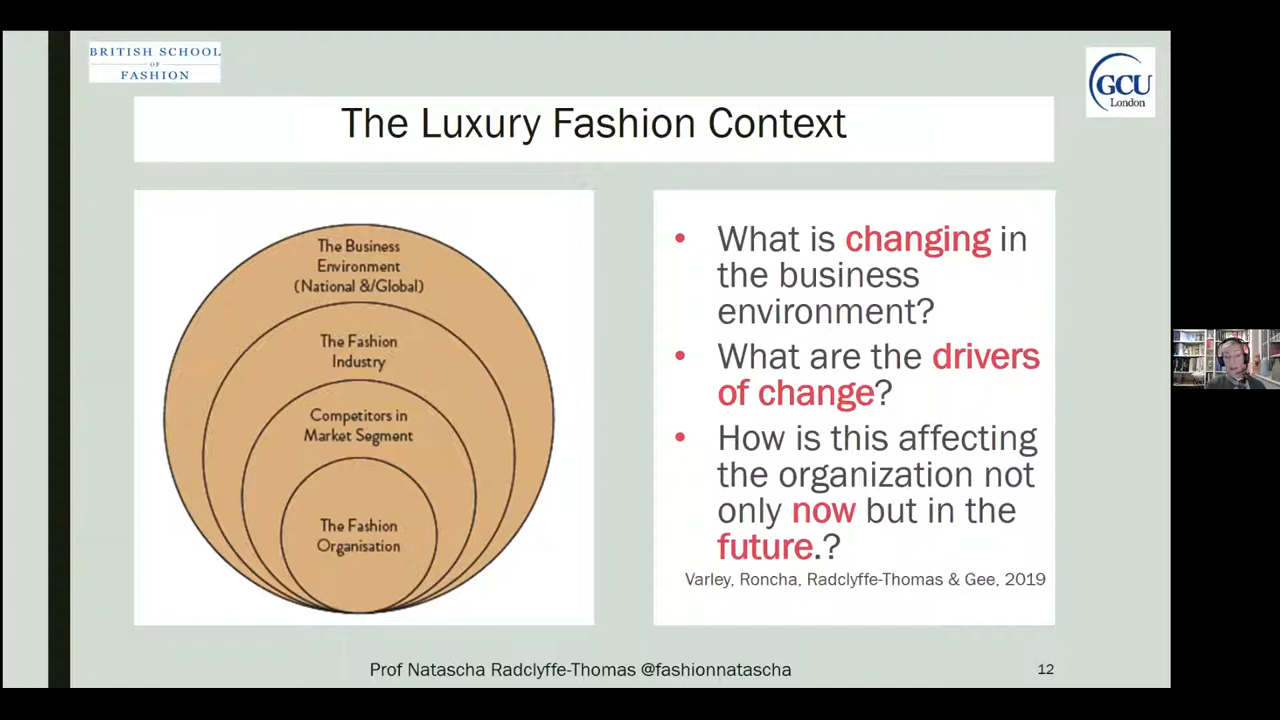 BRITISH SCHOOL
OF
FASHION
GCU
London
The Luxury Fashion Context
The Business
Environment
(National &/Global)
The Fashion
Industry
Competitors in
Market Segment
The Fashion
Organisation
• What is changing in
the business
environment?
• What are the drivers
of change?
• How is this affecting
the organization not
only now but in the
future.?
Varley, Roncha, Radclyffe-Thomas & Gee, 2019
Prof Natascha Radclyffe-Thomas @fashionnatascha
12